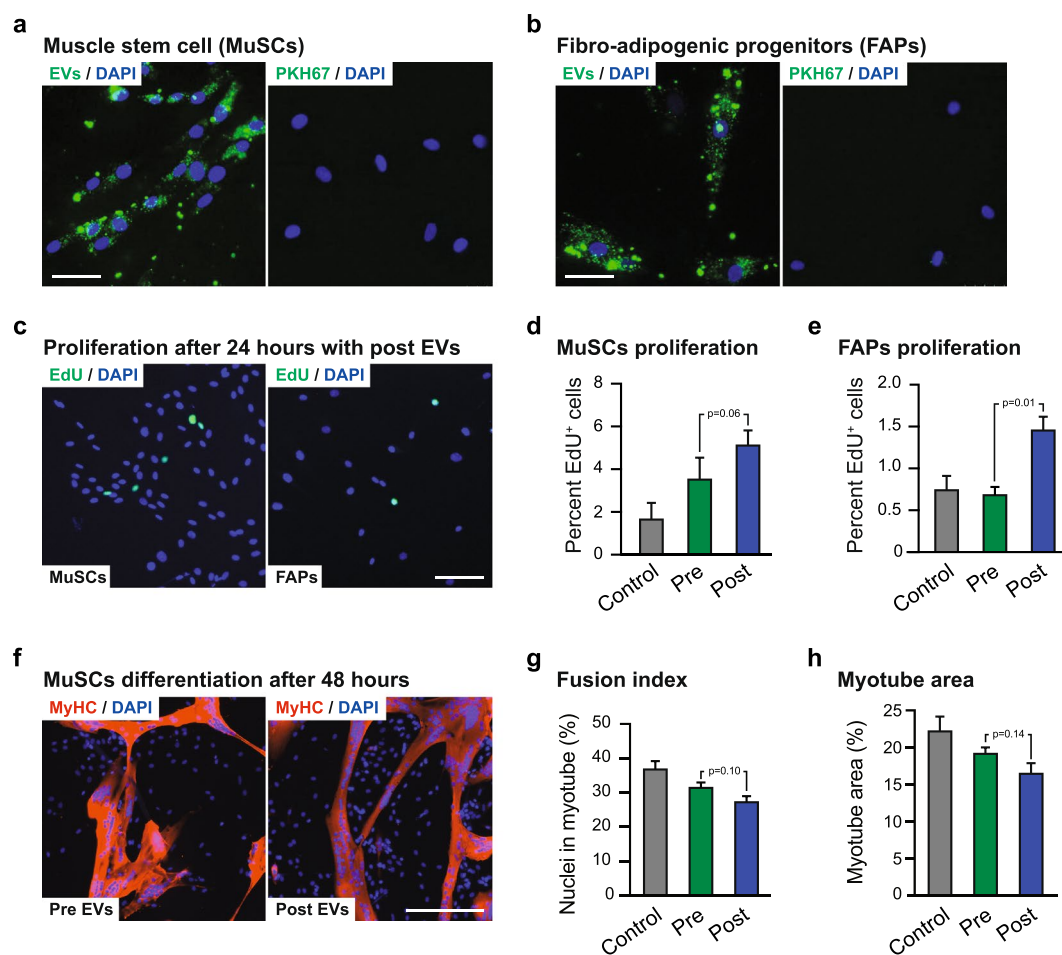 a
Muscle stem cell (MuSCs)
EVs / DAPI
PKH67 / DAPI
b
Fibro-adipogenic progenitors (FAPs)
EVs / DAPI
PKH67 / DAPI
c
Proliferation after 24 hours with post EVs
EdU / DAPI
EdU / DAPI
MuSCs
FAPs
d
MuSCs proliferation
Percent EdU⁺ cells
8
6
4
2
0
p=0.06
Control
Pre
Post
e
FAPs proliferation
Percent EdU⁺ cells
2.0
1.5
1.0
0.5
0
p=0.01
Control
Pre
Post
f
MuSCs differentiation after 48 hours
MyHC / DAPI
MyHC / DAPI
Pre EVs
Post EVs
g
Fusion index
Nuclei in myotube (%)
50
40
30
20
10
0
p=0.10
Control
Pre
Post
h
Myotube area
Myotube area (%)
25
20
15
10
5
0
p=0.14
Control
Pre
Post